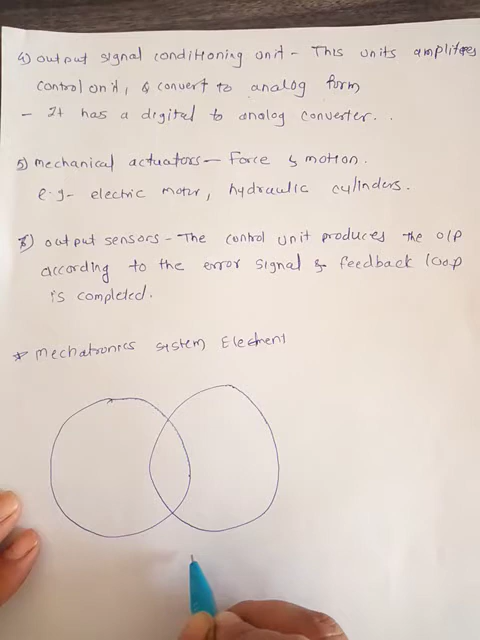 4) output signal conditioning unit - This units amplifies
control unit, & convert to analog form
- It has a digital to analog converter. .
5) mechanical actuators - Force & motion.
e.g- electric motor, hydraulic cylinders.
6) output sensors - The control unit produces the o/p
according to the error signal & feedback loop
is completed.
* mechatronics system Element